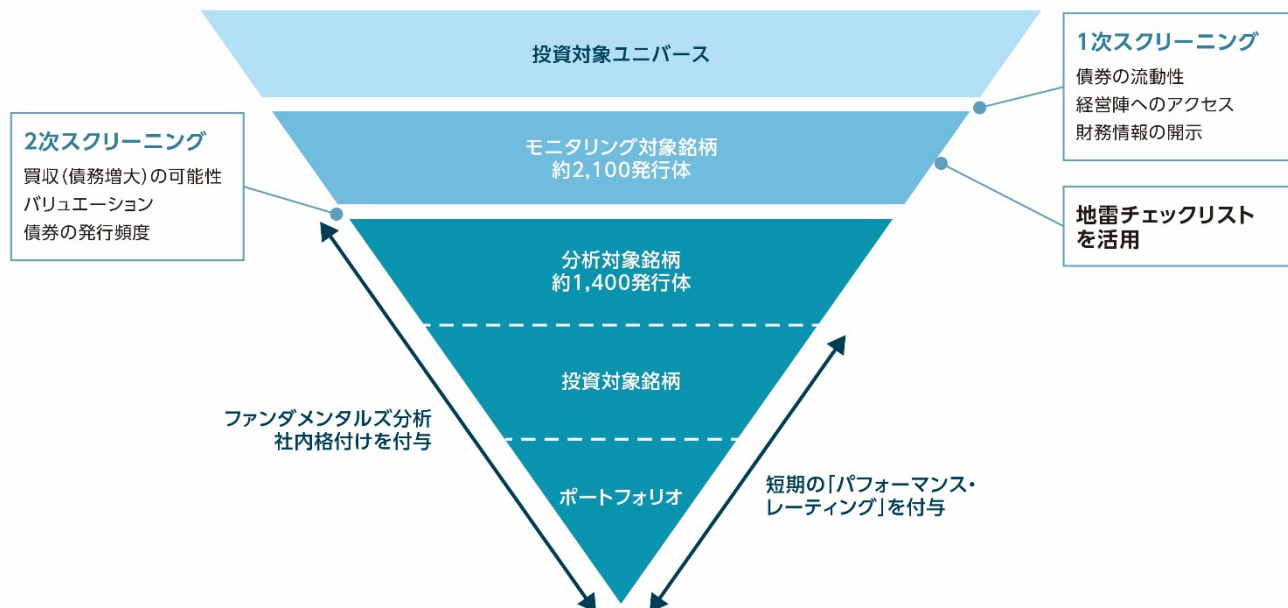 投資対象ユニバース
1次スクリーニング
債券の流動性
経営陣へのアクセス
財務情報の開示
2次スクリーニング
買収(債務増大)の可能性
バリュエーション
債券の発行頻度
モニタリング対象銘柄
約2,100発行体
地雷チェックリスト
を活用
分析対象銘柄
約1,400発行体
投資対象銘柄
ファンダメンタルズ分析
社内格付けを付与
ポートフォリオ
短期の「パフォーマンス・
レーティング」を付与